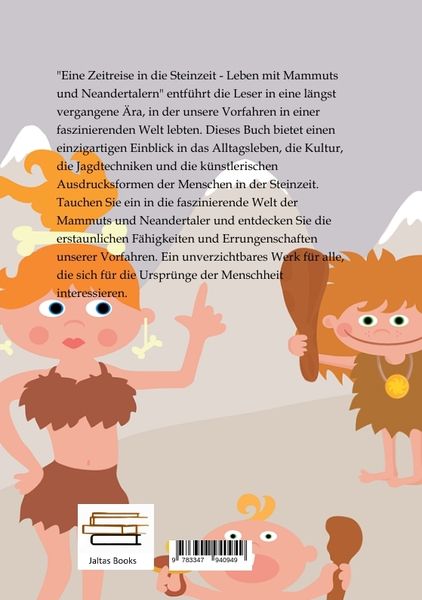 "Eine Zeitreise in die Steinzeit - Leben mit Mammuts
und Neandertalern" entführt die Leser in eine längst
vergangene Ära, in der unsere Vorfahren in einer
faszinierenden Welt lebten. Dieses Buch bietet einen
einzigartigen Einblick in das Alltagsleben, die Kultur,
die Jagdtechniken und die künstlerischen
Ausdrucksformen der Menschen in der Steinzeit.
Tauchen Sie ein in die faszinierende Welt der
Mammuts und Neandertaler und entdecken Sie die
erstaunlichen Fähigkeiten und Errungenschaften
unserer Vorfahren. Ein unverzichtbares Werk für alle,
die sich für die Ursprünge der Menschheit
interessieren.
Jaltas Books
9 783347 940949